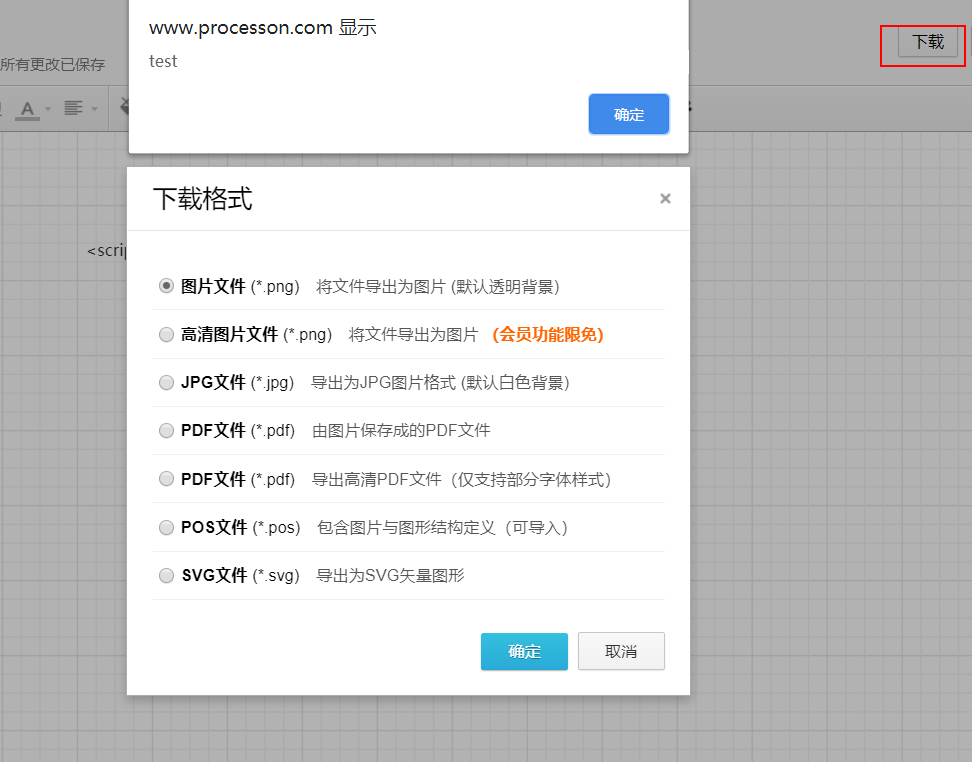 www.processon.com 显示
test
下载
所有更改已保存
确定
A
下载格式
×
<scrip
图片文件 (*.png) 将文件导出为图片 (默认透明背景)
高清图片文件 (*.png) 将文件导出为图片 (会员功能限免)
JPG文件 (*.jpg) 导出为JPG图片格式 (默认白色背景)
PDF文件 (*.pdf) 由图片保存成的PDF文件
PDF文件 (*.pdf) 导出高清PDF文件（仅支持部分字体样式）
POS文件 (*.pos) 包含图片与图形结构定义（可导入）
SVG文件 (*.svg) 导出为SVG矢量图形
确定 取消